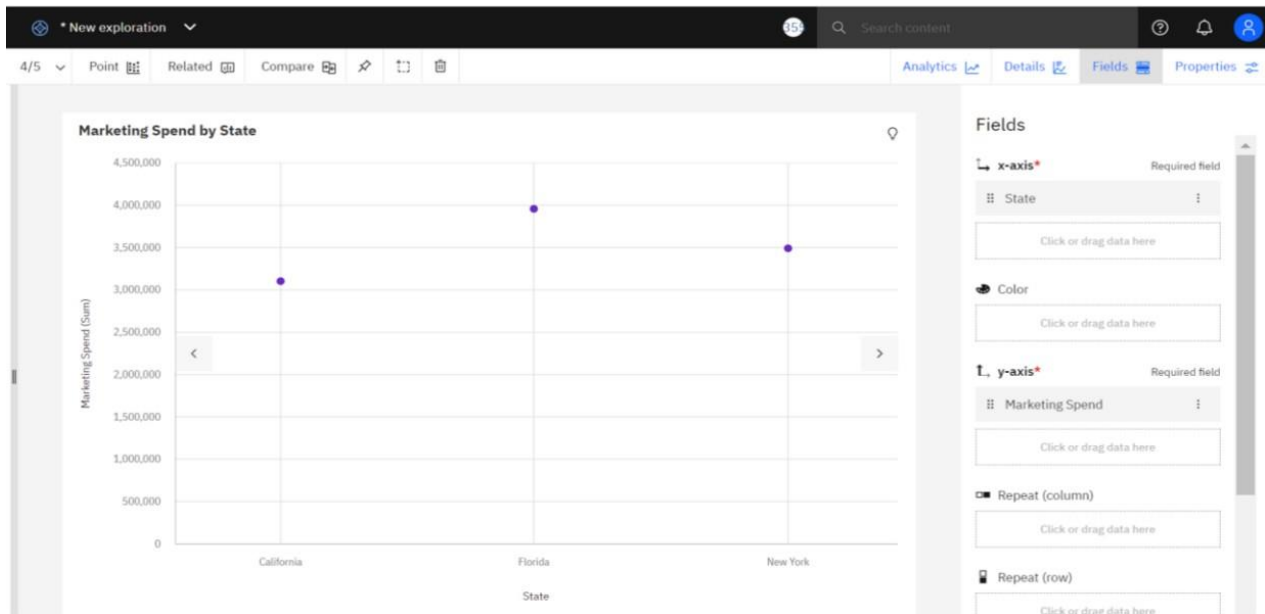 * New exploration
Search content
4/5 Point Related Compare Analytics Details Fields Properties
Marketing Spend by State
4,500,000
4,000,000
3,500,000
3,000,000
2,500,000
2,000,000
1,500,000
1,000,000
500,000
0
Marketing Spend (Sum)
California Florida New York
State
Fields
x-axis* Required field
State
Click or drag data here
Color
Click or drag data here
y-axis* Required field
Marketing Spend
Click or drag data here
Repeat (column)
Click or drag data here
Repeat (row)
Click or drag data here